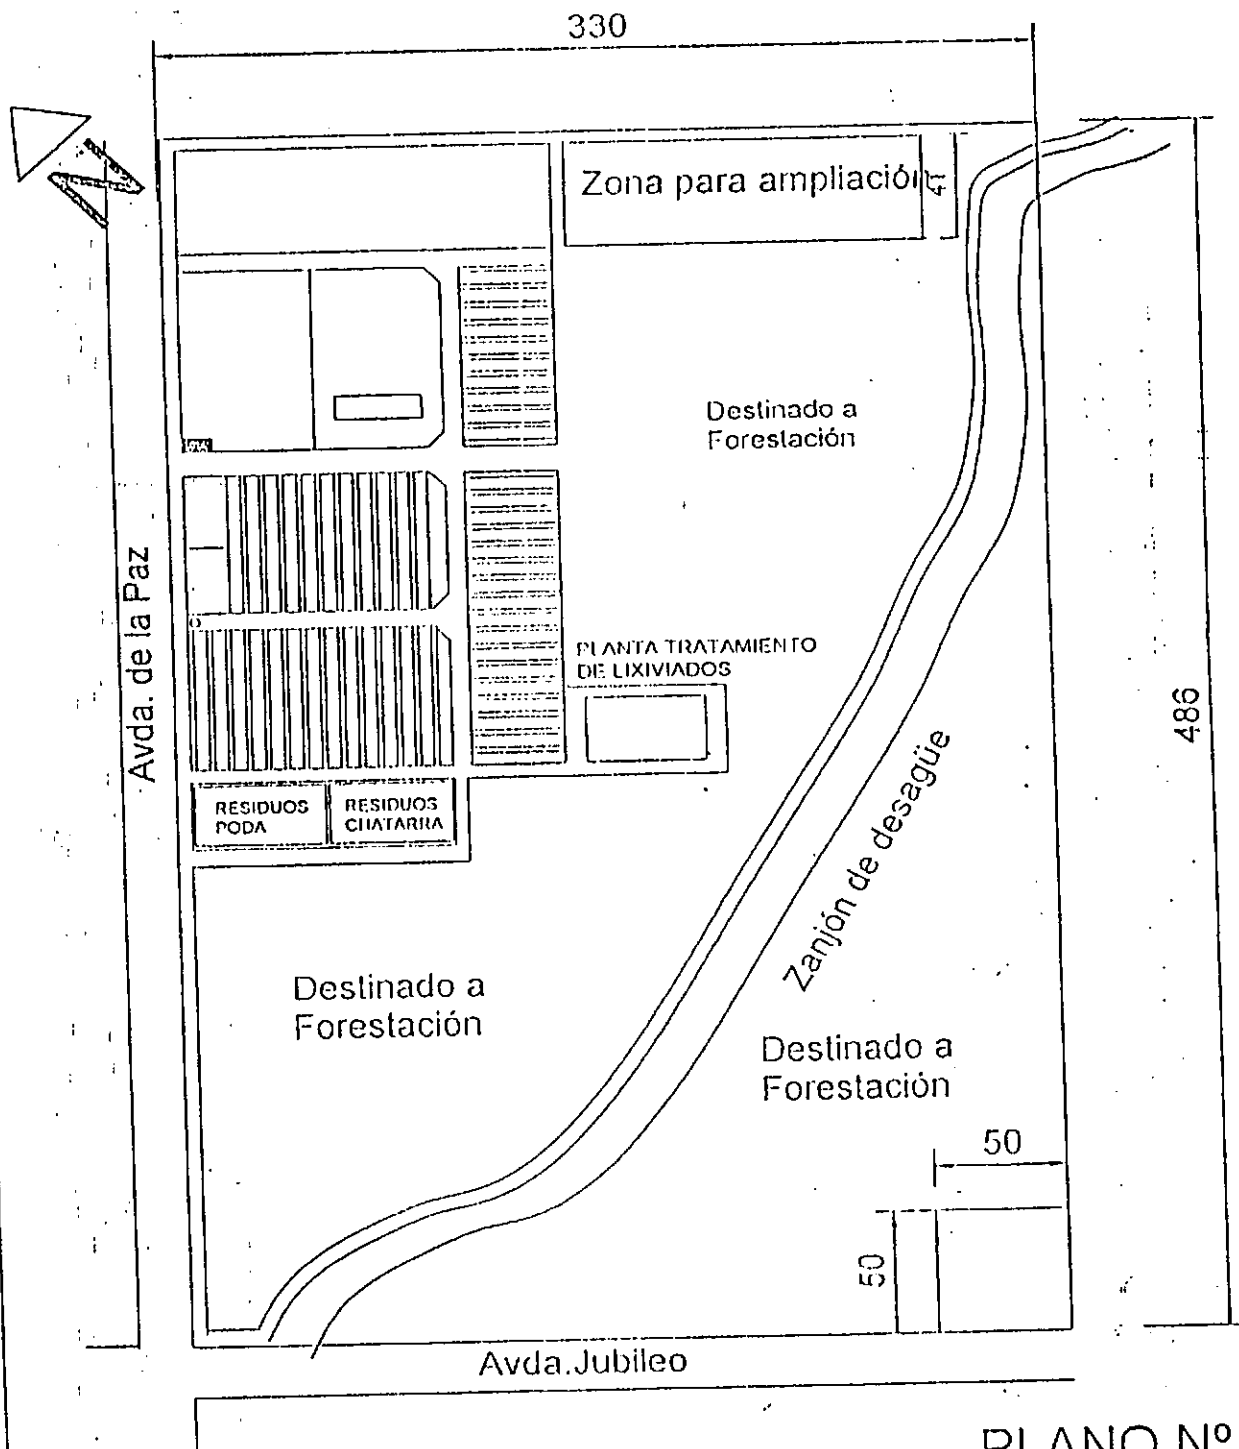 330
N
Zona para ampliación
41
Destinado a
Forestación
Avda. de la Paz
PLANTA TRATAMIENTO
DE LIXIVIADOS
486
RESIDUOS
PODA
RESIDUOS
CHATARRA
Zanjón de desagüe
Destinado a
Forestación
Destinado a
Forestación
50
50
Avda.Jubileo
PLANO Nº